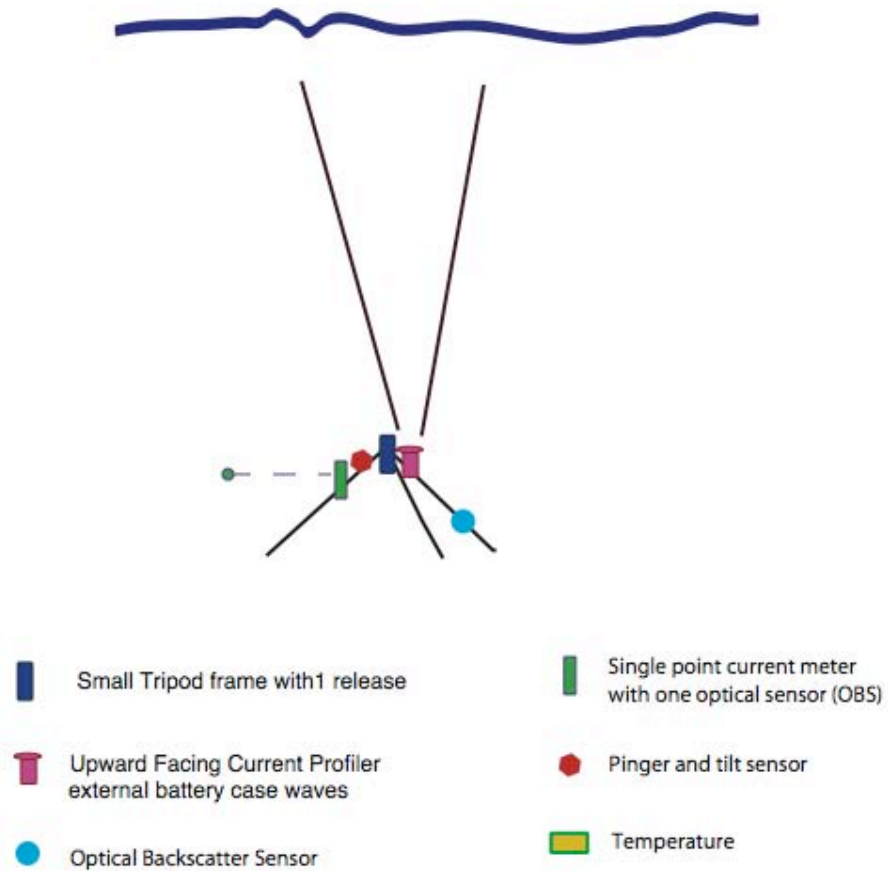 Small Tripod frame with1 release
Upward Facing Current Profiler
external battery case waves
Optical Backscatter Sensor
Single point current meter
with one optical sensor (OBS)
Pinger and tilt sensor
Temperature